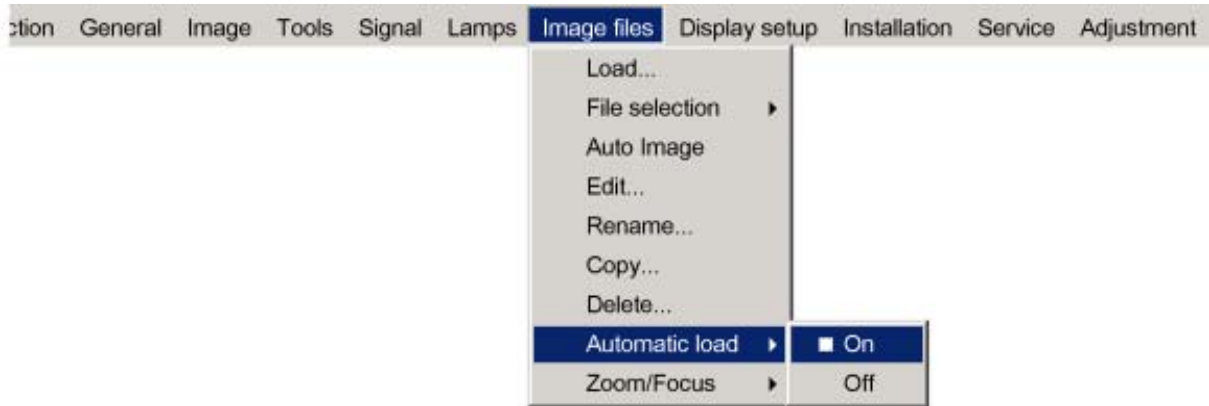 ction General Image Tools Signal Lamps Image files Display setup Installation Service Adjustment
Load...
File selection
Auto Image
Edit...
Rename...
Copy...
Delete...
Automatic load On
Zoom/Focus Off